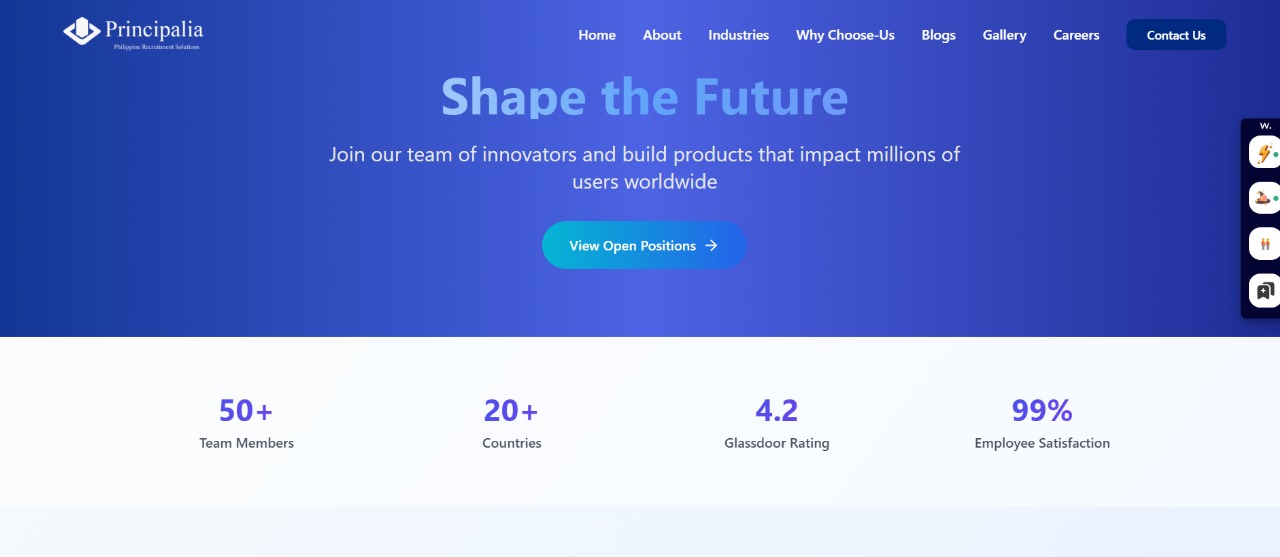 Principalia
Philippine Recruitment Solutions
Home About Industries Why Choose-Us Blogs Gallery Careers Contact Us
Shape the Future
Join our team of innovators and build products that impact millions of
users worldwide
View Open Positions
w.
50+ 20+ 4.2 99%
Team Members Countries Glassdoor Rating Employee Satisfaction